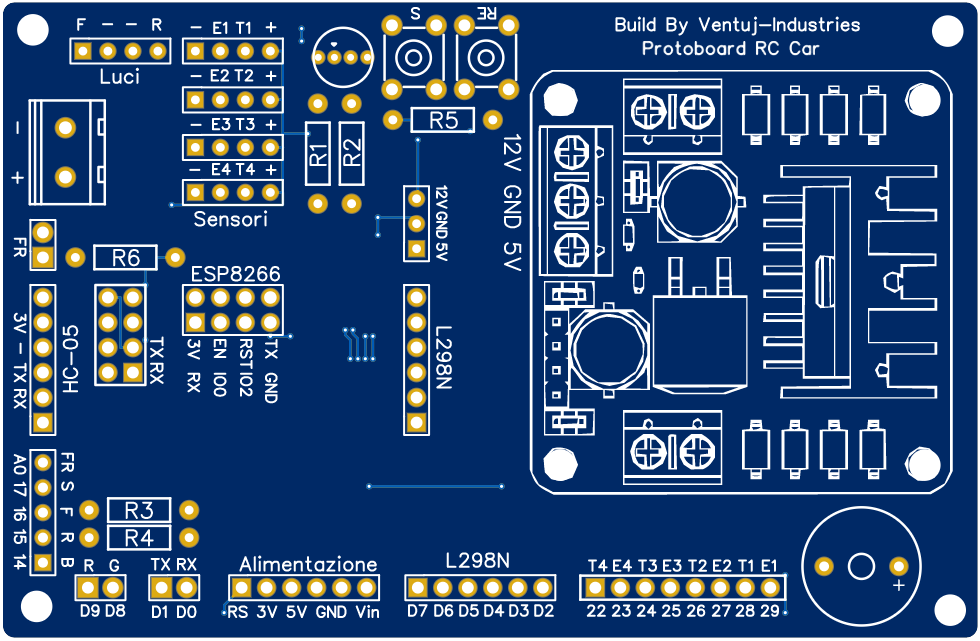 F - - R
Luci
- E1 T1 +
- E2 T2 +
- E3 T3 +
- E4 T4 +
Sensori
S
RE
Build By Ventuj-Industries
Protoboard RC Car
R1
R2
R5
12V GND 5V
12V GND 5V
-
+
FR
R6
ESP8266
3V EN RST TX
RX IO0 IO2 GND
3V - TX RX
HC-05
TX RX
L298N
A0 17 16 15 14
FR S F R B
R3
R4
R G
D9 D8
TX RX
D1 D0
Alimentazione
RS 3V 5V GND Vin
L298N
D7 D6 D5 D4 D3 D2
T4 E4 T3 E3 T2 E2 T1 E1
22 23 24 25 26 27 28 29
+